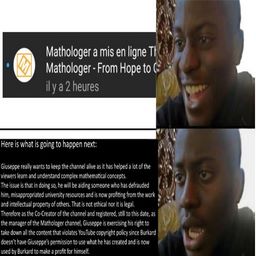 Mathologer a mis en ligne Th
Mathologer - From Hope to C
il y a 2 heures
Here is what is going to happen next:
Giuseppe really wants to keep the channel alive as it has helped a lot of the
viewers learn and understand complex mathematical concepts.
The issue is that in doing so, he will be aiding someone who has defrauded
him, misappropriated university resources and is now profiting from the work
and intellectual property of others. That is not ethical nor it is legal.
Therefore as the Co-Creator of the channel and registered, still to this date, as
the manager of the Mathologer channel, Giuseppe is exercising his right to
take down all the content that violates YouTube copyright policy since Burkard
doesn't have Giuseppe's permission to use what he has created and is now
used by Burkard to make a profit for himself.